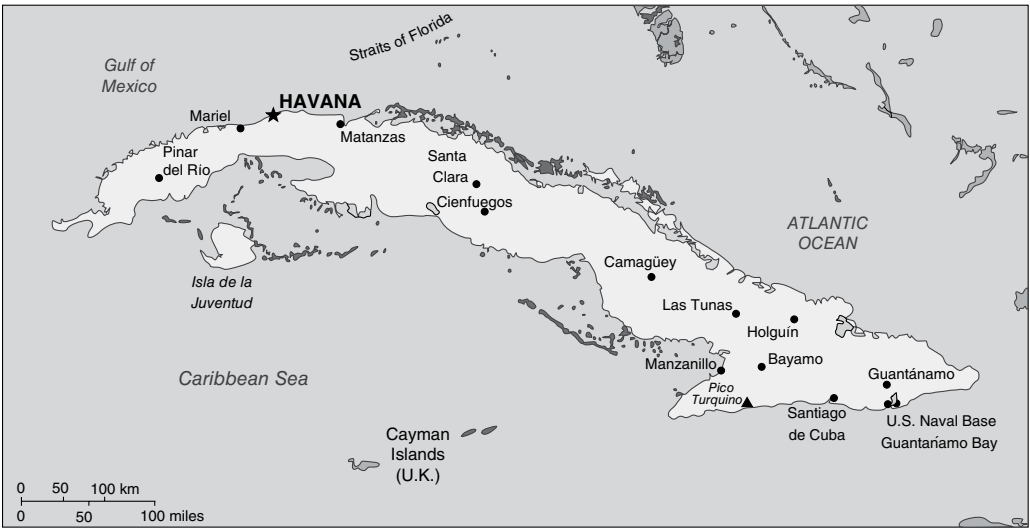 Straits of Florida
Gulf of
Mexico
HAVANA
Mariel
Matanzas
Pinar
del Río
Santa
Clara
Cienfuegos
ATLANTIC
OCEAN
Isla de la
Juventud
Camagüey
Las Tunas
Holguín
Caribbean Sea
Manzanillo
Bayamo
Guantánamo
Pico
Turquino
Santiago
de Cuba
U.S. Naval Base
Guantańamo Bay
Cayman
Islands
(U.K.)
0 50 100 km
0 50 100 miles